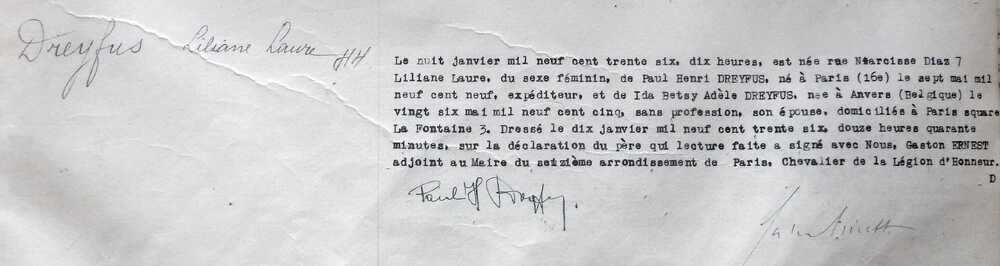 Dreyfus Liliane Laure 44
Le huit janvier mil neuf cent trente six, dix heures, est née rue Narcisse Diaz 7
Liliane Laure, du sexe féminin, de Paul Henri DREYFUS, né à Paris (16e) le sept mai mil
neuf cent neuf, expéditeur, et de Ida Betsy Adèle DREYFUS, née à Anvers (Belgique) le
vingt six mai mil neuf cent cinq, sans profession, son épouse, domiciliés à Paris square
La Fontaine 3. Dressé le dix janvier mil neuf cent trente six, douze heures quarante
minutes, sur la déclaration du père qui lecture faite a signé avec Nous, Gaston ERNEST
adjoint au Maire du seizième arrondissement de Paris, Chevalier de la Légion d'Honneur.
D
Paul H Dreyfus